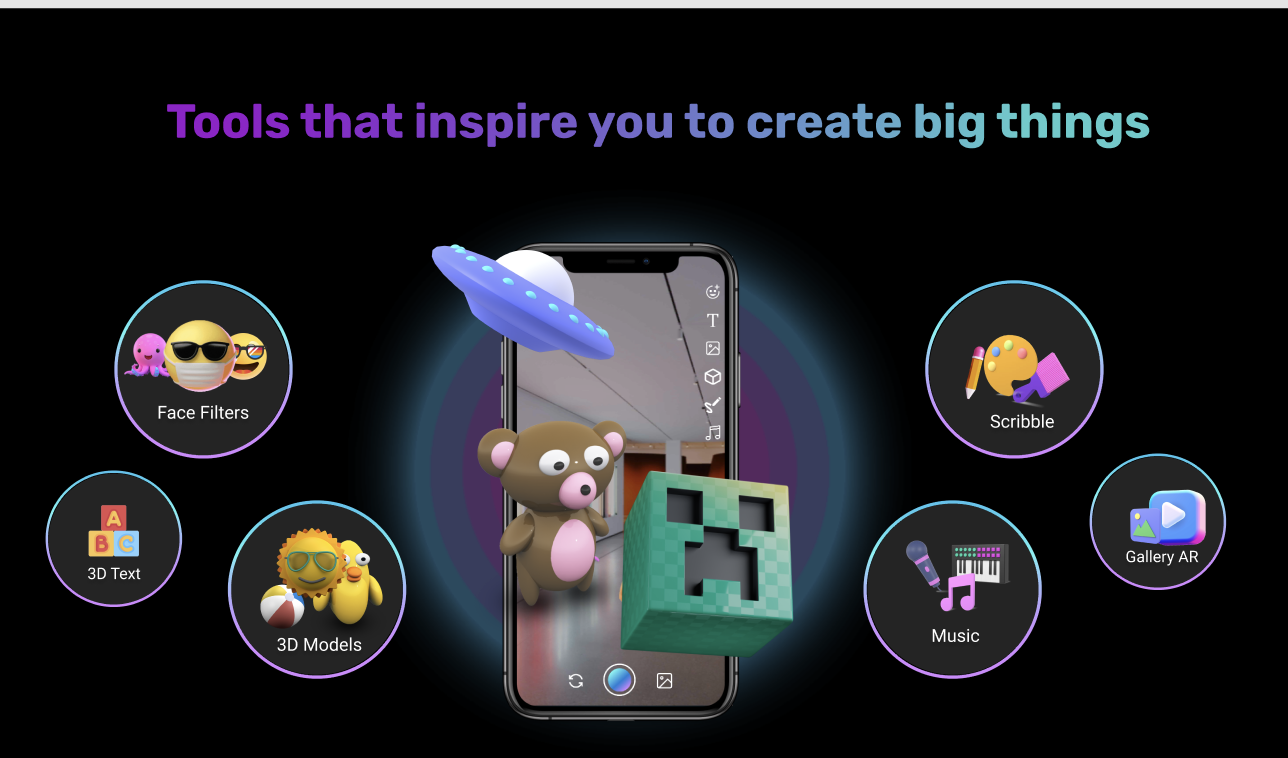 Tools that inspire you to create big things
Face Filters
Scribble
T
A
B C
3D Text
Gallery AR
3D Models
Music